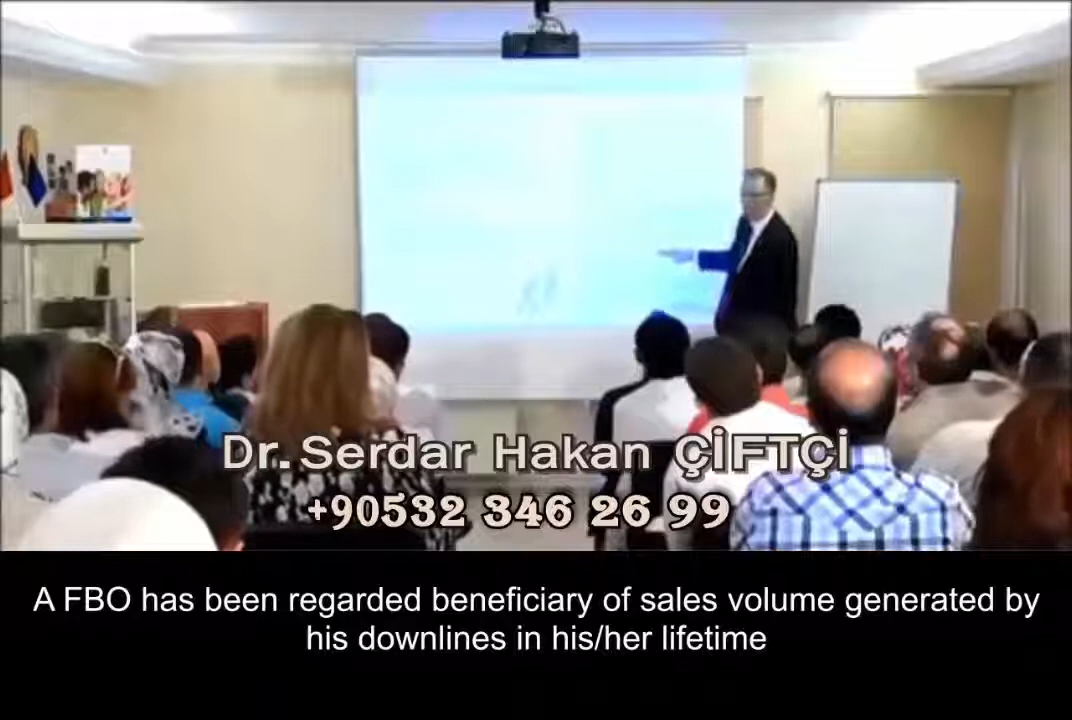 Dr. Serdar Hakan ÇİFTÇİ
+90532 346 26 99
A FBO has been regarded beneficiary of sales volume generated by
his downlines in his/her lifetime